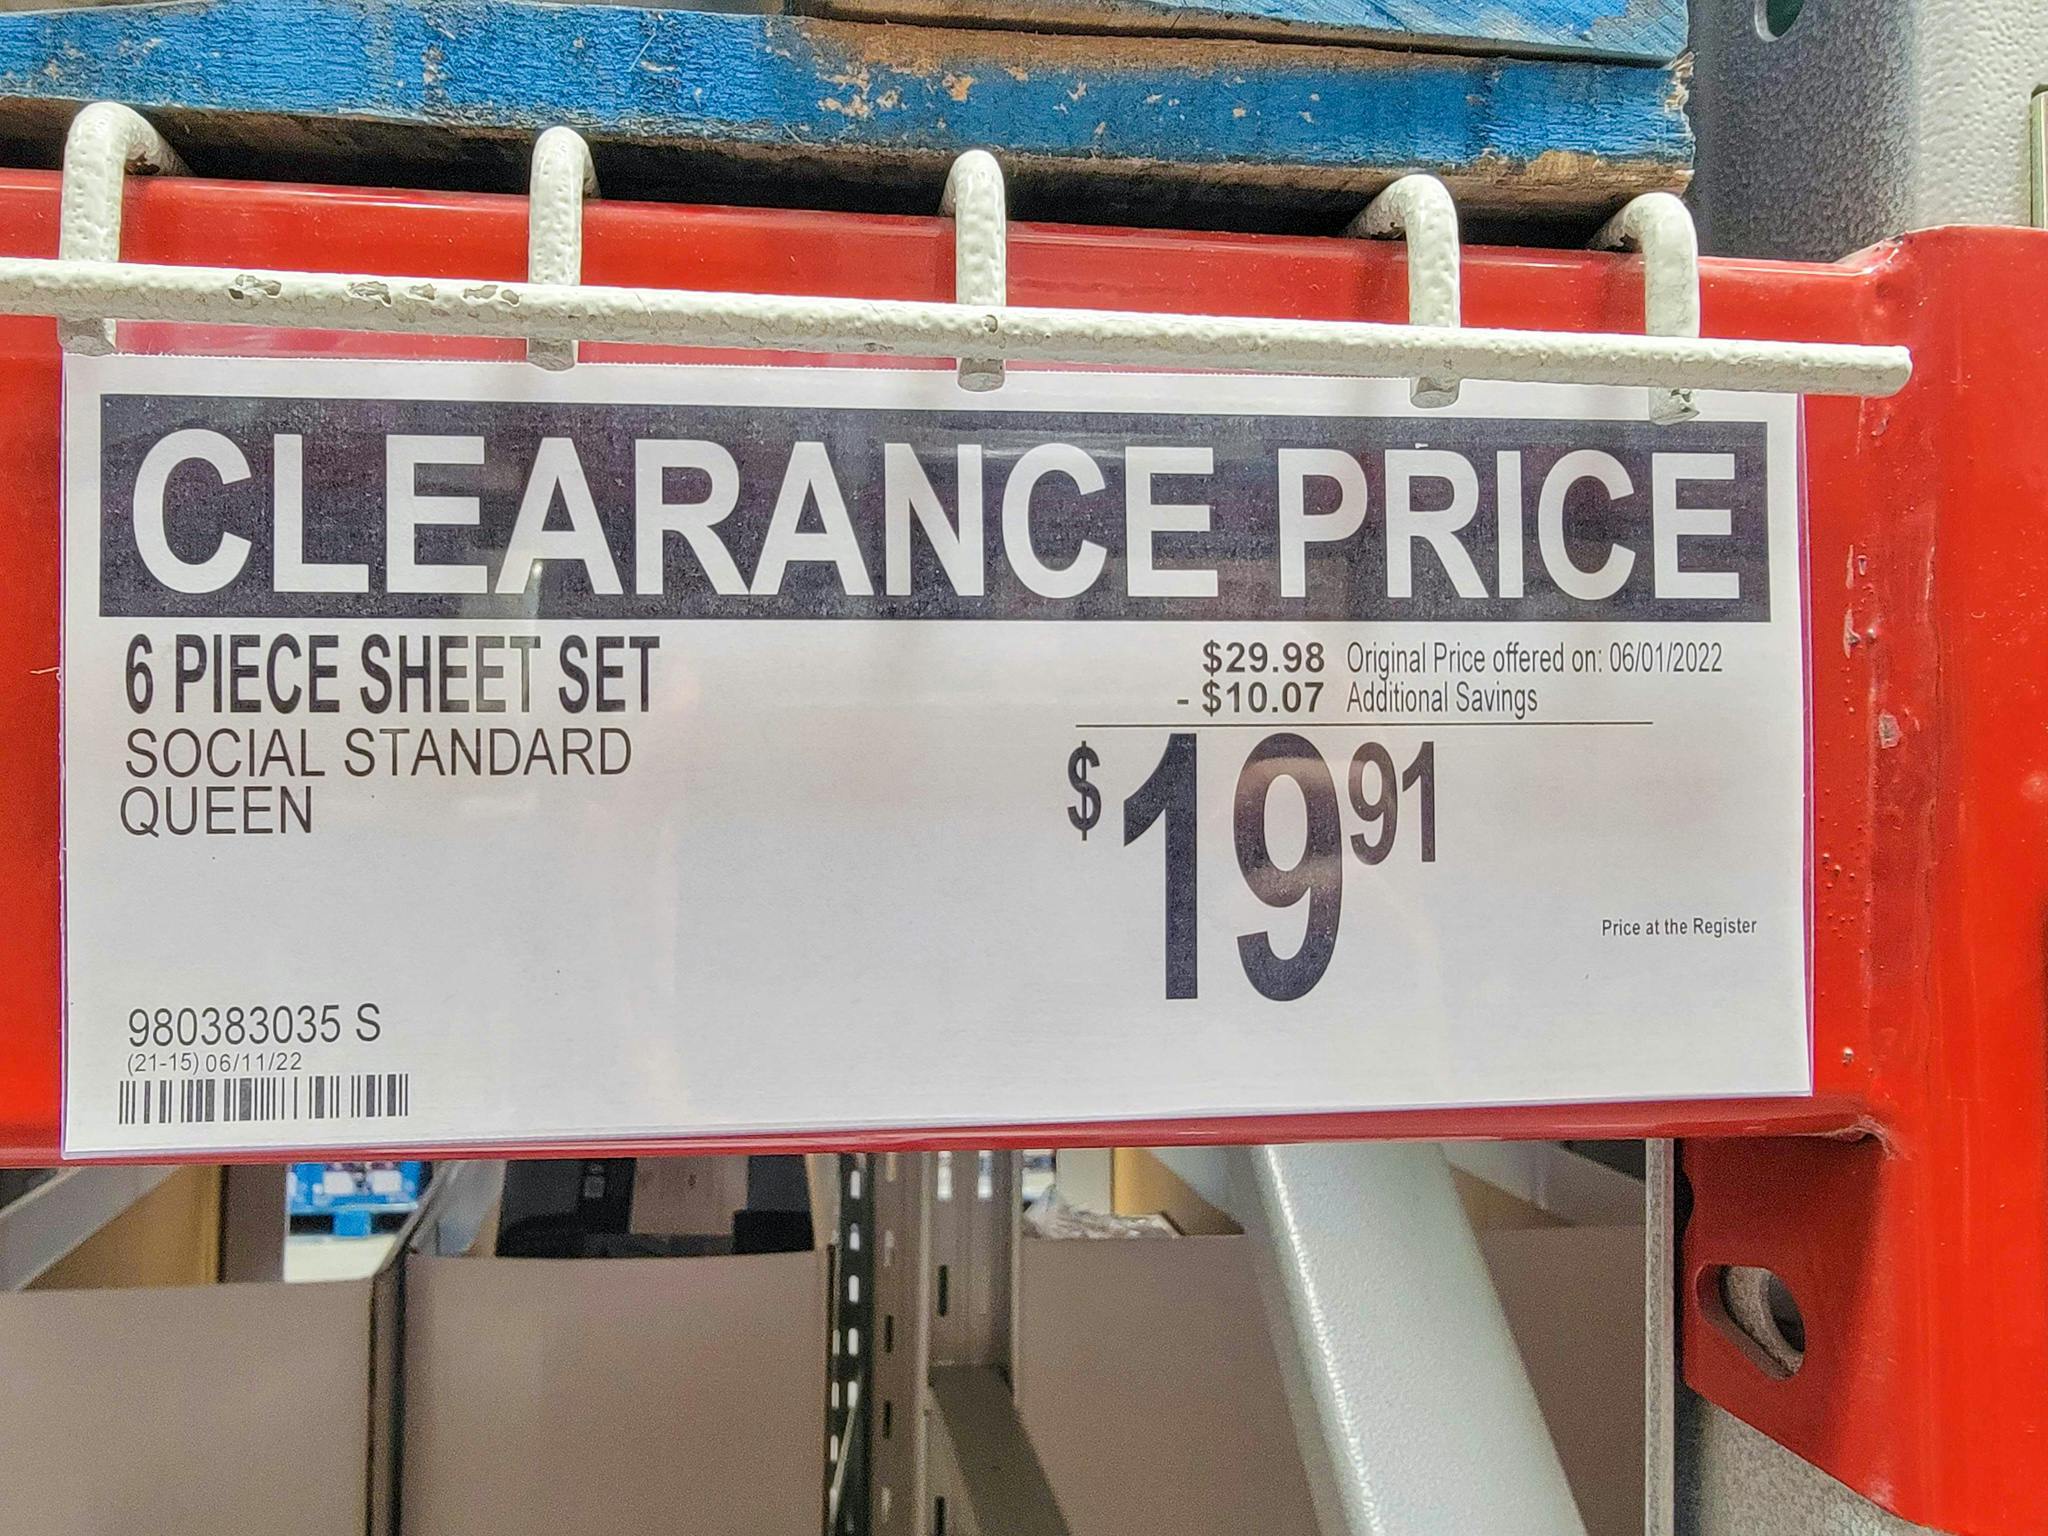 CLEARANCE PRICE
6 PIECE SHEET SET
SOCIAL STANDARD
QUEEN
$29.98 Original Price offered on: 06/01/2022
- $10.07 Additional Savings
$19 91
Price at the Register
980383035 S
(21-15) 06/11/22